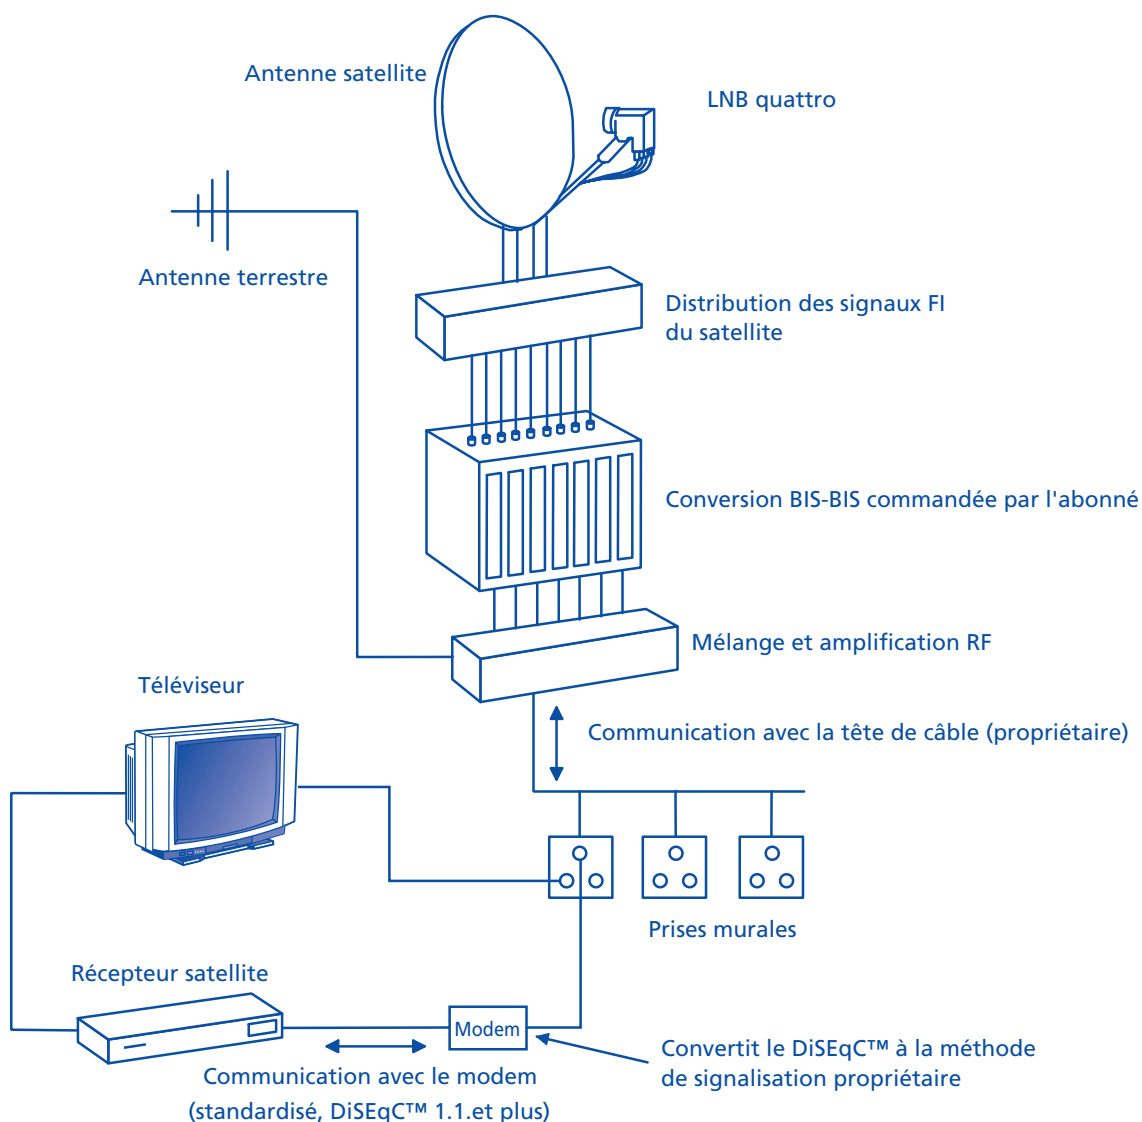 Antenne satellite
LNB quattro
Antenne terrestre
Distribution des signaux FI
du satellite
Conversion BIS-BIS commandée par l'abonné
Mélange et amplification RF
Téléviseur
Communication avec la tête de câble (propriétaire)
Prises murales
Récepteur satellite
Modem
Convertit le DiSEqC™ à la méthode
de signalisation propriétaire
Communication avec le modem
(standardisé, DiSEqC™ 1.1.et plus)